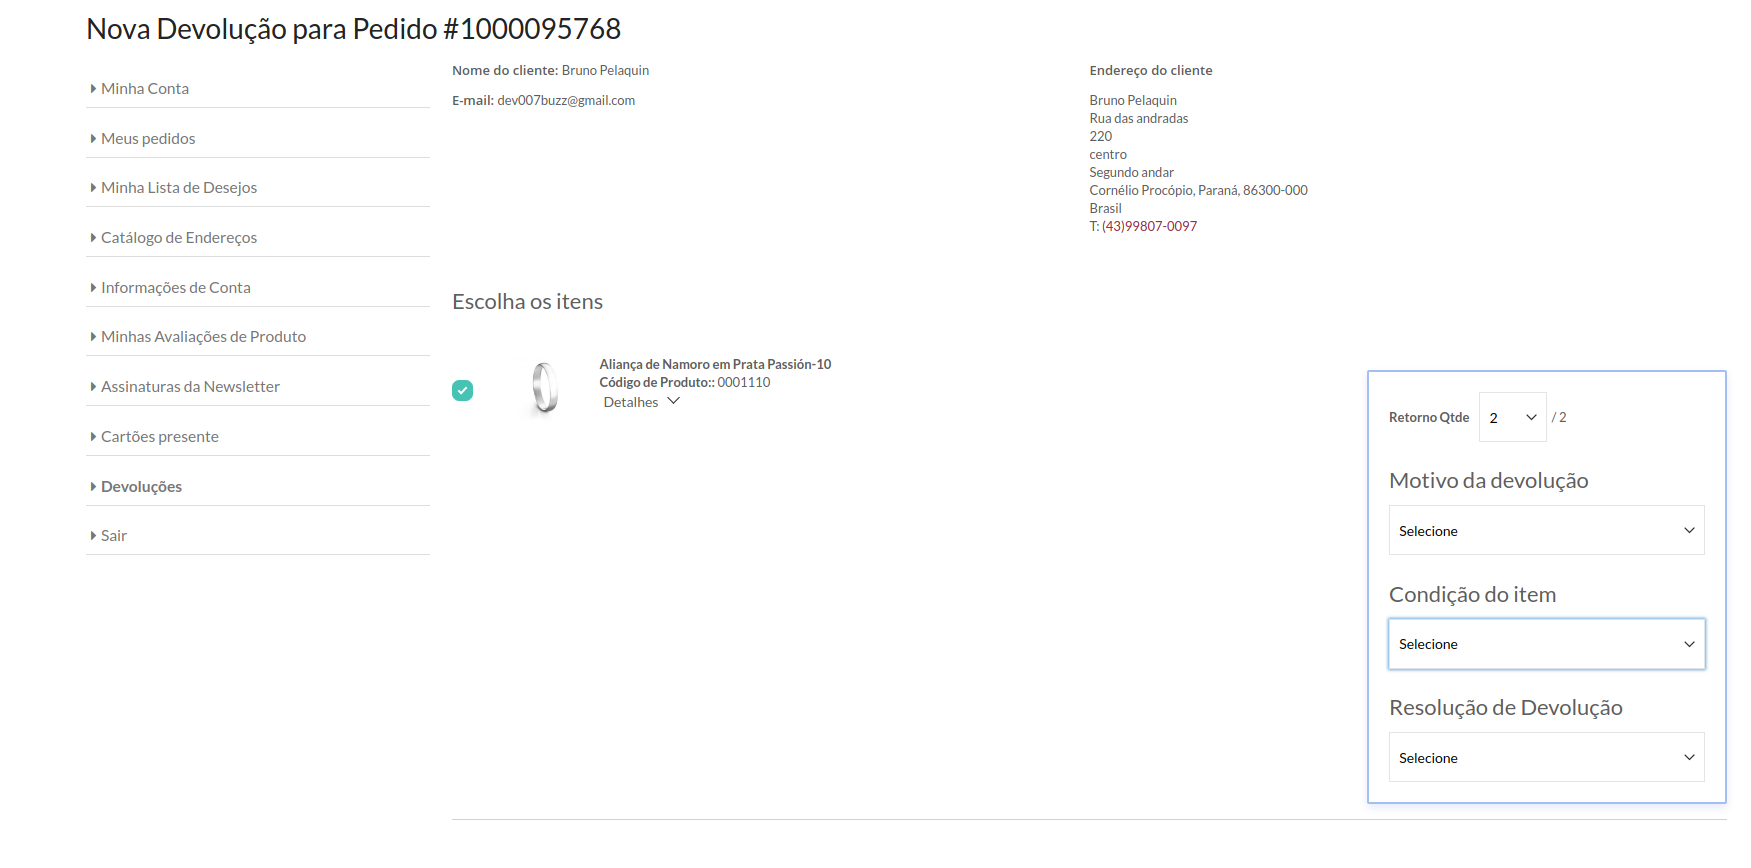 Nova Devolução para Pedido #1000095768
Minha Conta
Meus pedidos
Minha Lista de Desejos
Catálogo de Endereços
Informações de Conta
Minhas Avaliações de Produto
Assinaturas da Newsletter
Cartões presente
Devoluções
Sair
Nome do cliente: Bruno Pelaquin
E-mail: dev007buzz@gmail.com
Endereço do cliente
Bruno Pelaquin
Rua das andradas
220
centro
Segundo andar
Cornélio Procópio, Paraná, 86300-000
Brasil
T: (43)99807-0097
Escolha os itens
Aliança de Namoro em Prata Passión-10
Código de Produto:: 0001110
Detalhes
Retorno Qtde 2 / 2
Motivo da devolução
Selecione
Condição do item
Selecione
Resolução de Devolução
Selecione